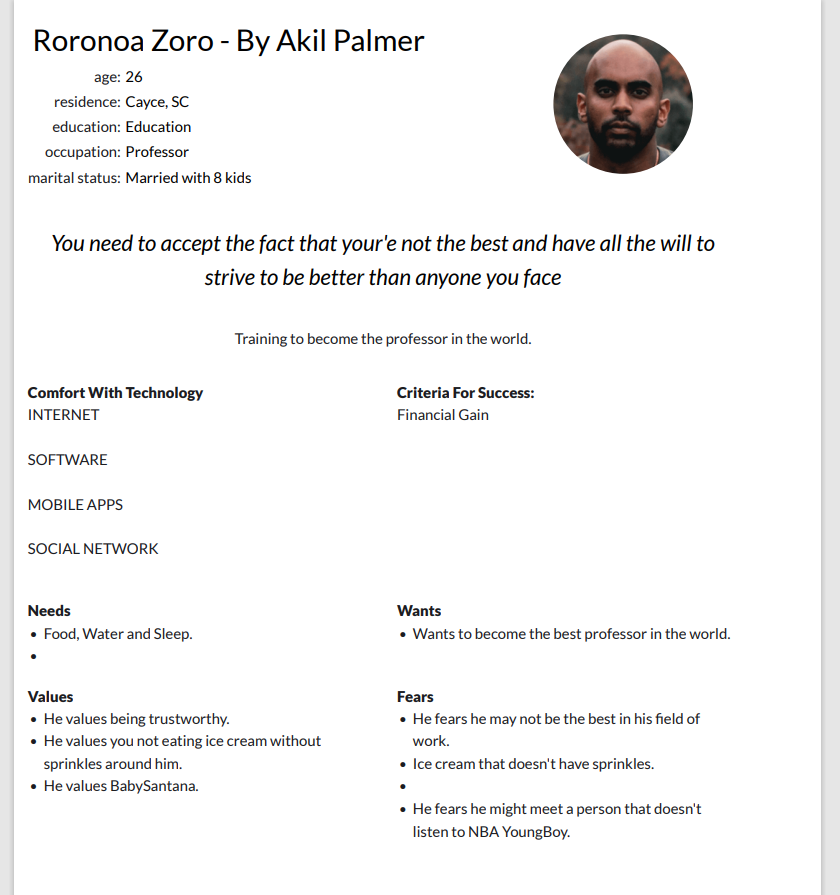 Roronoa Zoro - By Akil Palmer
age: 26
residence: Cayce, SC
education: Education
occupation: Professor
marital status: Married with 8 kids
You need to accept the fact that your'e not the best and have all the will to
strive to be better than anyone you face
Training to become the professor in the world.
Comfort With Technology
INTERNET
SOFTWARE
MOBILE APPS
SOCIAL NETWORK
Criteria For Success:
Financial Gain
Needs
• Food, Water and Sleep.
•
Wants
• Wants to become the best professor in the world.
Values
• He values being trustworthy.
• He values you not eating ice cream without
sprinkles around him.
• He values BabySantana.
Fears
• He fears he may not be the best in his field of
work.
• Ice cream that doesn't have sprinkles.
•
• He fears he might meet a person that doesn't
listen to NBA YoungBoy.